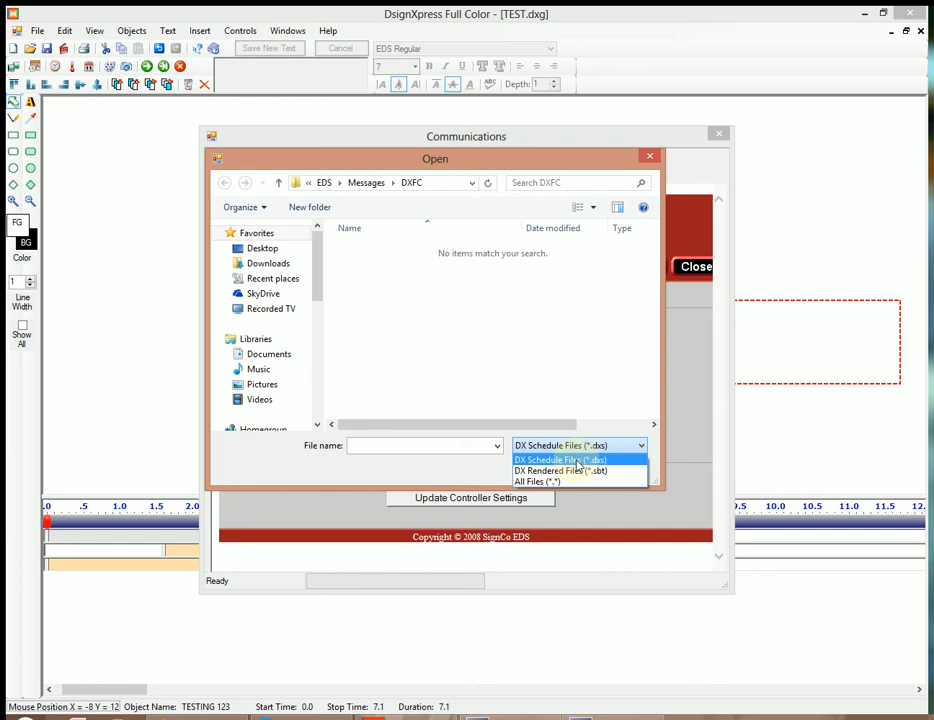 DsignXpress Full Color - [TEST.dxg]
File Edit View Objects Text Insert Controls Windows Help
Save New Text Cancel EDS Regular
7 B I U Depth: 1
Communications
Open
« EDS Messages DXFC Search DXFC
Organize New folder
Name Date modified Type
No items match your search.
Favorites
Desktop
Downloads
Recent places
SkyDrive
Recorded TV
Libraries
Documents
Music
Pictures
Videos
Homegroup
Close
FG
BG
Color
1
Line
Width
Show
All
File name: DX Schedule Files (*.dxs)
DX Schedule Files (*.dxs)
DX Rendered Files (*.sbt)
All Files (*.*)
Update Controller Settings
.0 .5 1.0 1.5 2.0 9.0 9.5 10.0 10.5 11.0 11.5 12.
Copyright © 2008 SignCo EDS
Ready
Mouse Position X = -8 Y = 12 Object Name: TESTING 123 Start Time: 0.0 Stop Time: 7.1 Duration: 7.1